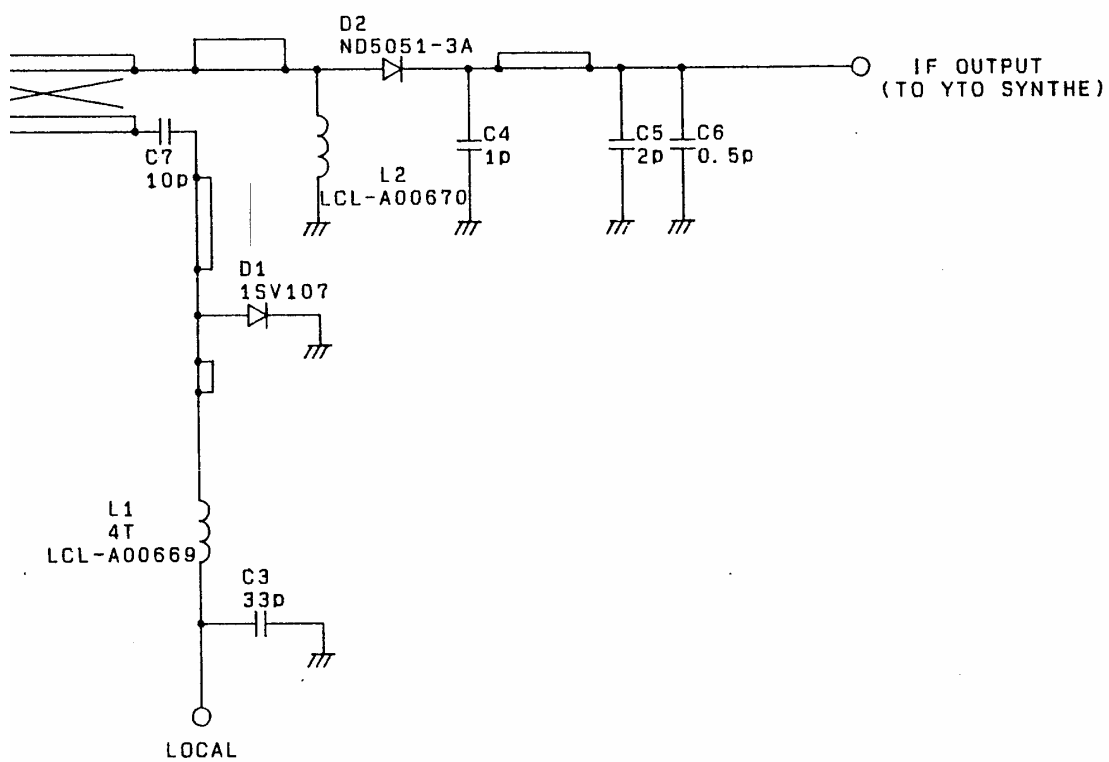 D2
ND5051-3A
IF OUTPUT
(TO YTO SYNTHE)
C7
10p
L2
LCL-A00670
C4
1p
C5
2p
C6
0.5p
D1
1SV107
L1
4T
LCL-A00669
C3
33p
LOCAL